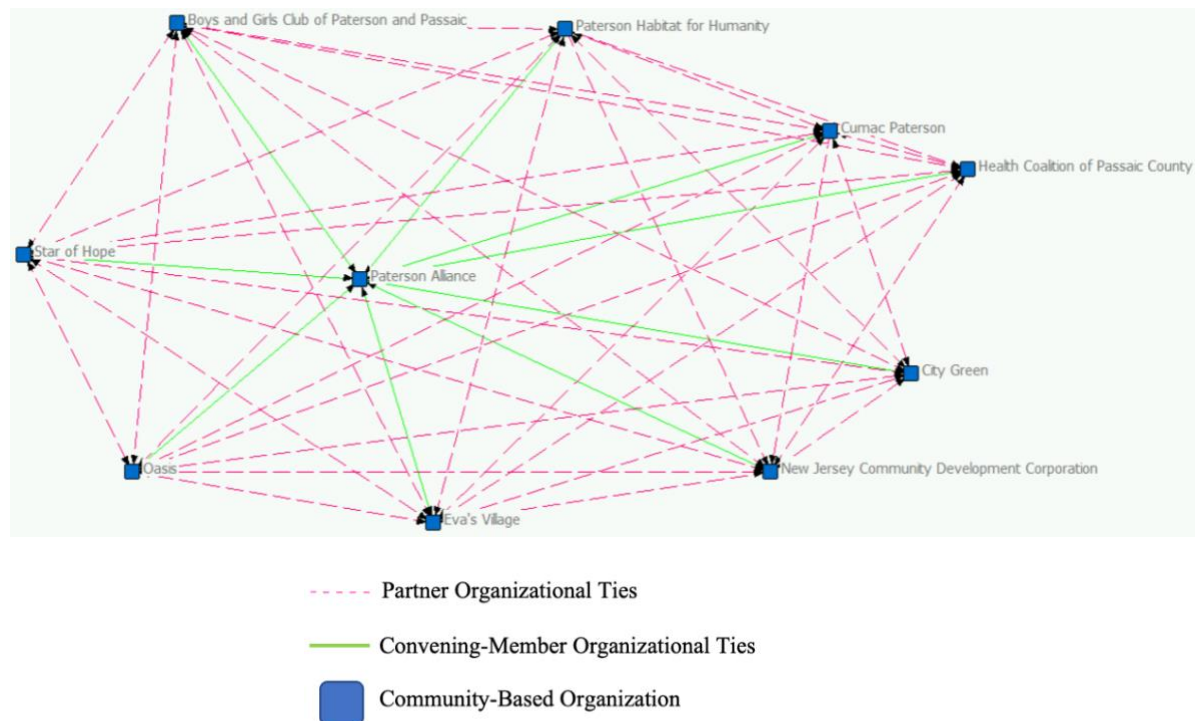 Boys and Girls Club of Paterson and Passaic
Paterson Habitat for Humanity
Cumac Paterson
Health Coalition of Passaic County
Star of Hope
Paterson Alliance
City Green
Oasis
New Jersey Community Development Corporation
Eva's Village
Partner Organizational Ties
Convening-Member Organizational Ties
Community-Based Organization